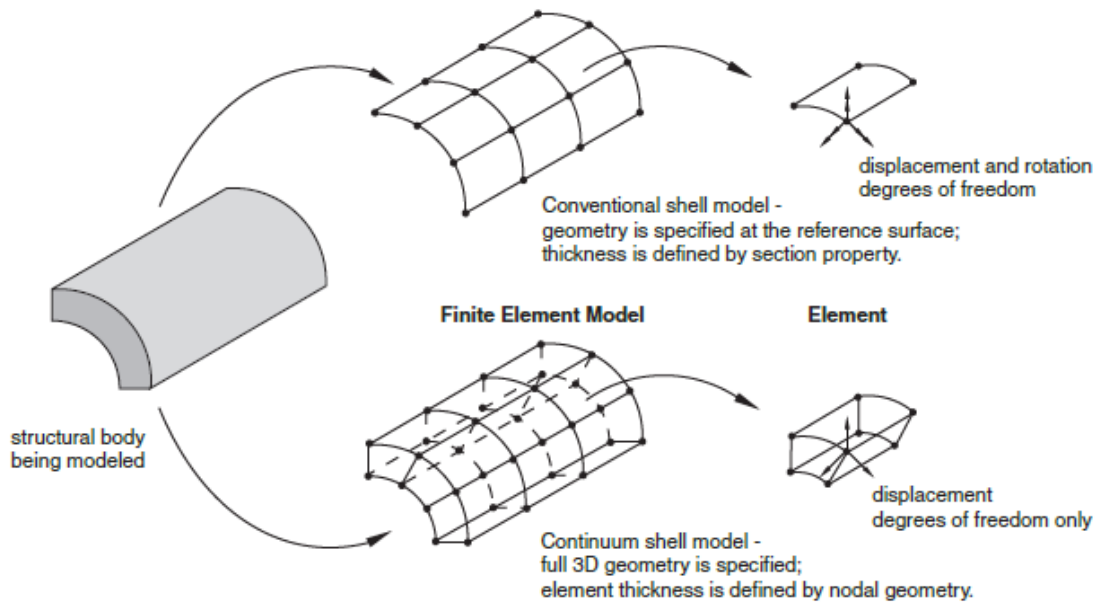 displacement and rotation
degrees of freedom
Conventional shell model -
geometry is specified at the reference surface;
thickness is defined by section property.
Finite Element Model
Element
structural body
being modeled
displacement
degrees of freedom only
Continuum shell model -
full 3D geometry is specified;
element thickness is defined by nodal geometry.